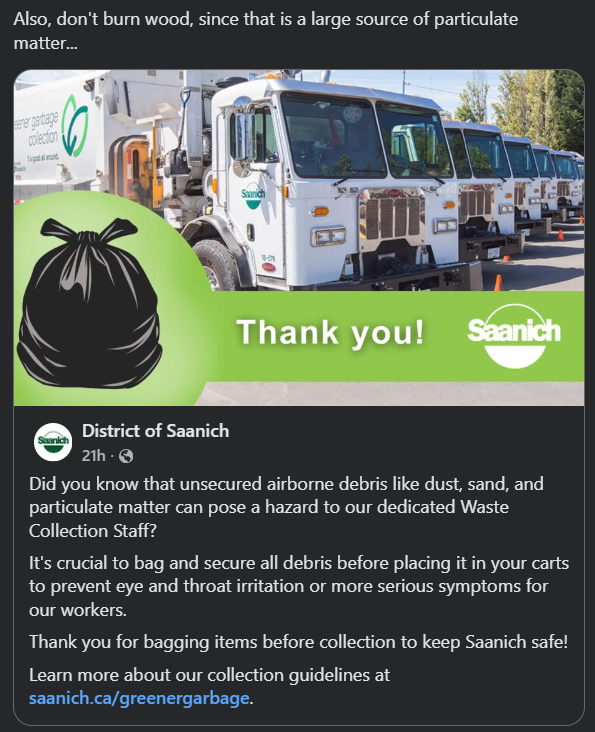 Also, don't burn wood, since that is a large source of particulate
matter...
eener garbage
collection
Saanich
Thank you!
Saanich
Saanich
District of Saanich
21h ·
Did you know that unsecured airborne debris like dust, sand, and
particulate matter can pose a hazard to our dedicated Waste
Collection Staff?
It's crucial to bag and secure all debris before placing it in your carts
to prevent eye and throat irritation or more serious symptoms for
our workers.
Thank you for bagging items before collection to keep Saanich safe!
Learn more about our collection guidelines at
saanich.ca/greenergarbage.